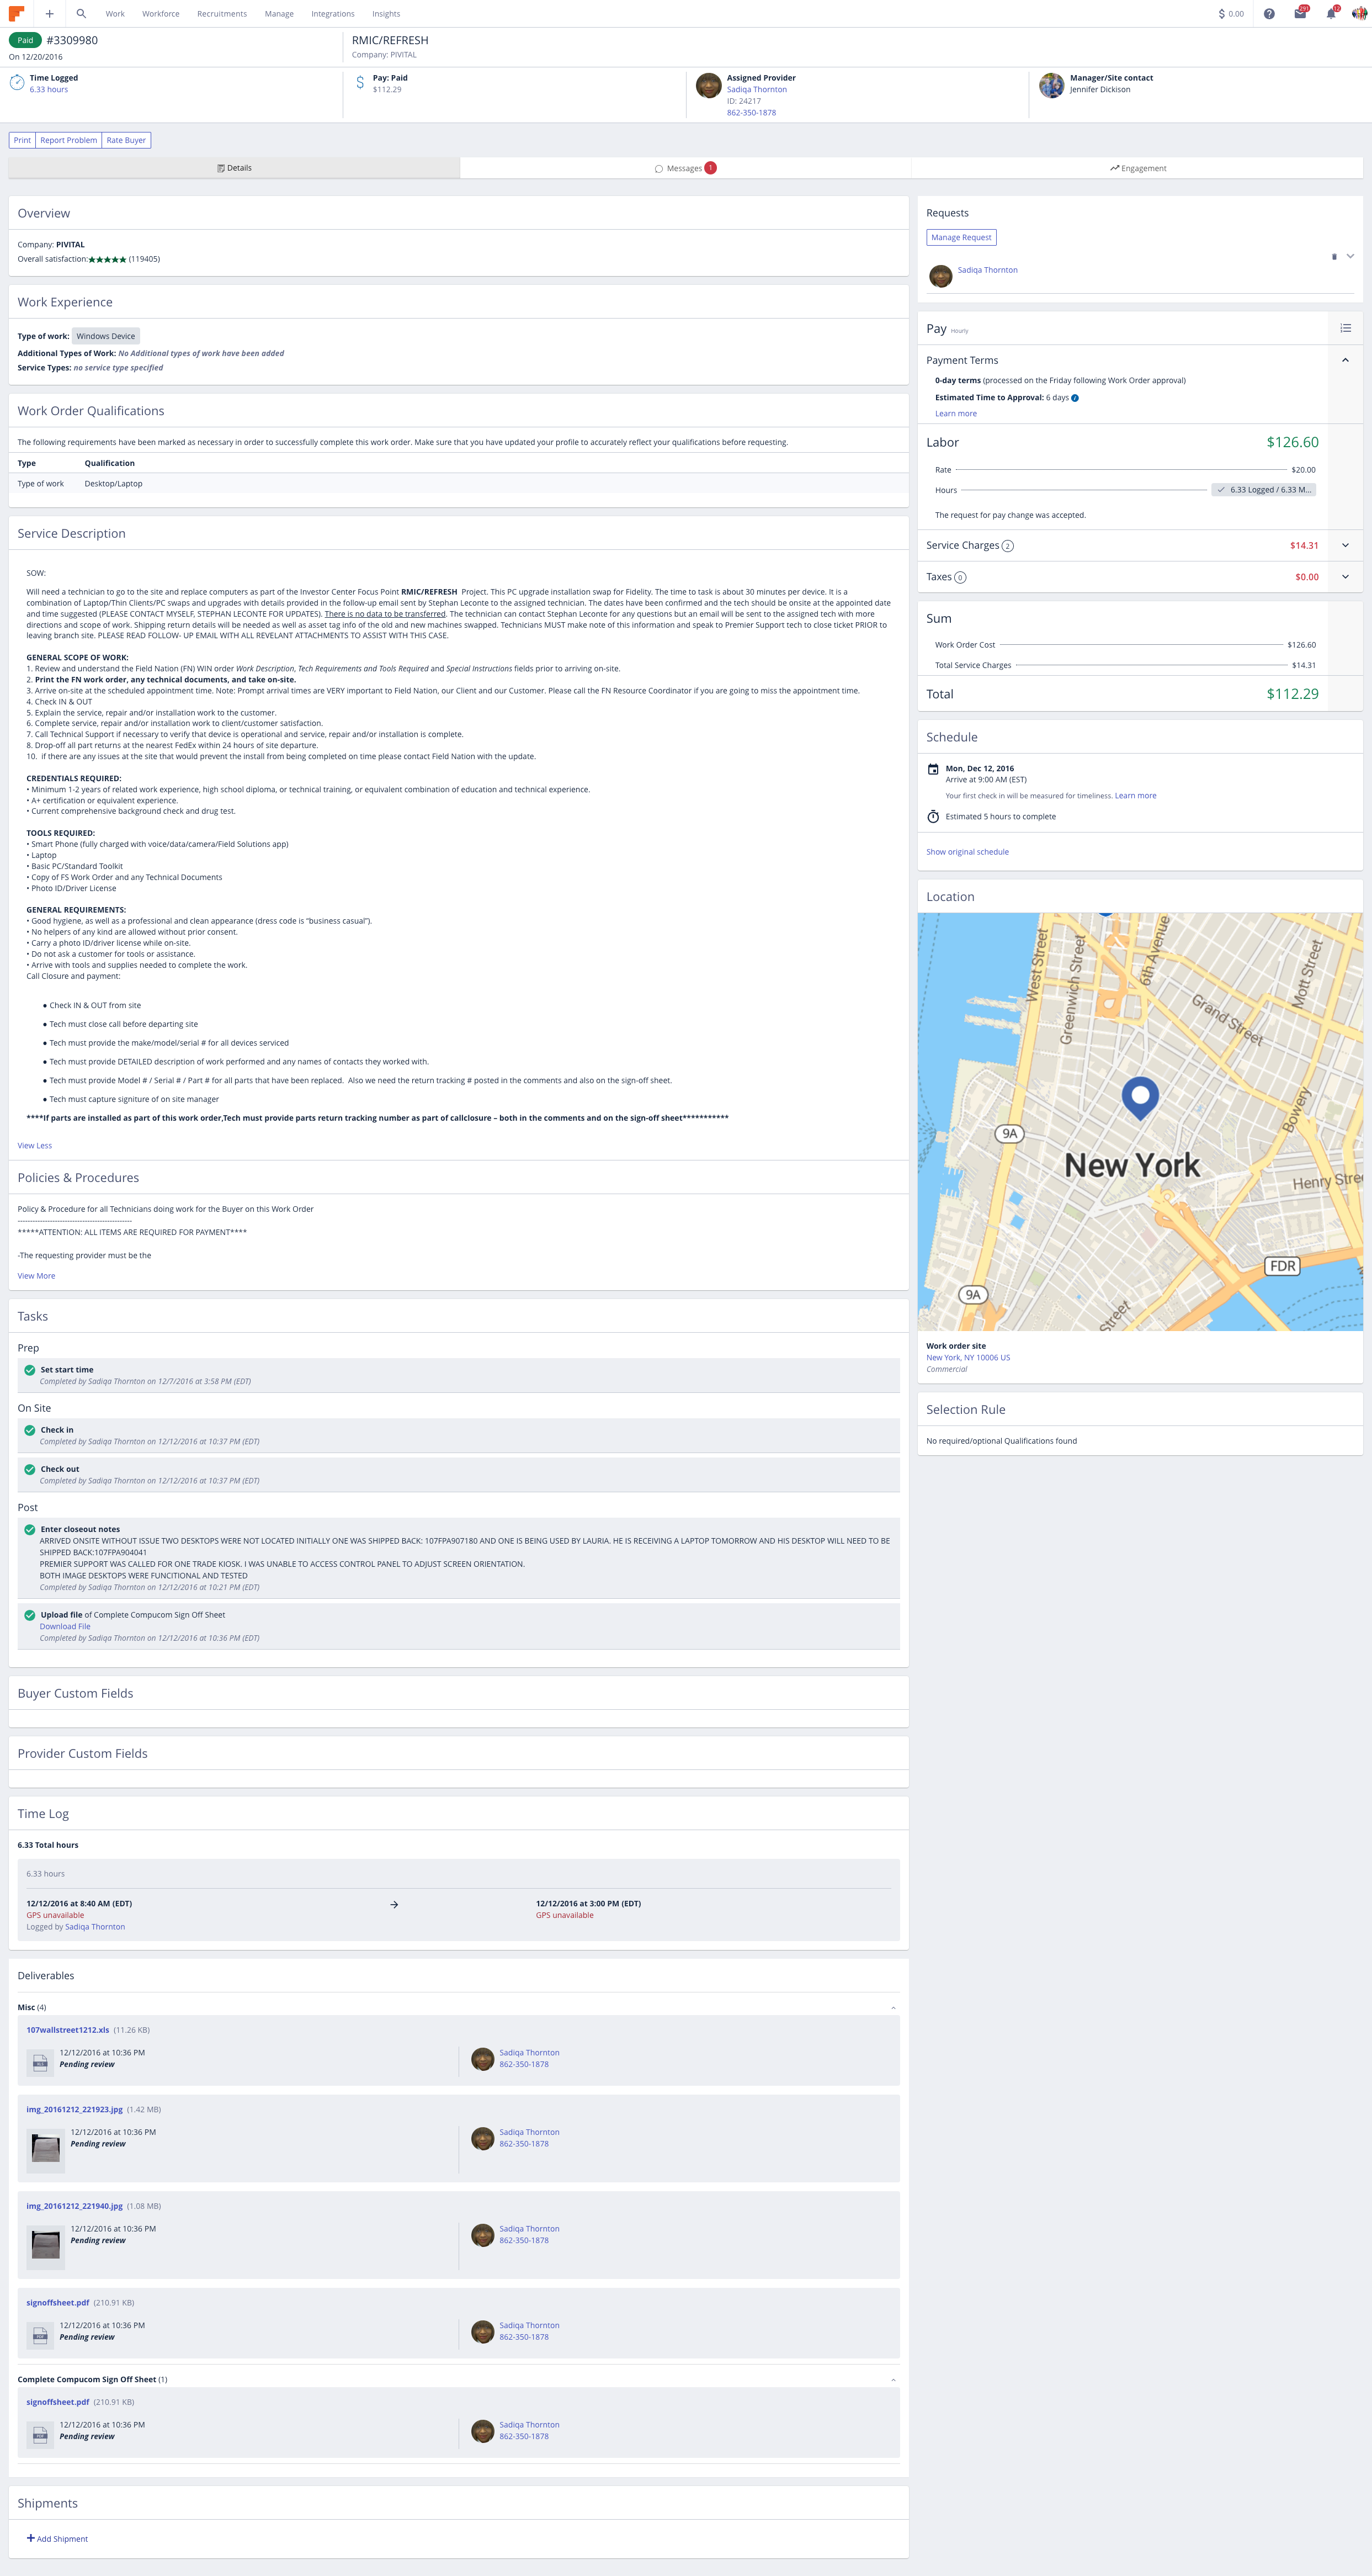 Work Workforce Recruitments Manage Integrations Insights
0.00
291
12
Paid #3309980
On 12/20/2016
RMIC/REFRESH
Company: PIVITAL
Time Logged
6.33 hours
Pay: Paid
$112.29
Assigned Provider
Sadiqa Thornton
ID: 24217
862-350-1878
Manager/Site contact
Jennifer Dickison
Print Report Problem Rate Buyer
Details
Messages 1
Engagement
Overview
Company: PIVITAL
Overall satisfaction:★★★★★ (119405)
Work Experience
Type of work: Windows Device
Additional Types of Work: No Additional types of work have been added
Service Types: no service type specified
Work Order Qualifications
The following requirements have been marked as necessary in order to successfully complete this work order. Make sure that you have updated your profile to accurately reflect your qualifications before requesting.
Type Qualification
Type of work Desktop/Laptop
Service Description
SOW:
Will need a technician to go to the site and replace computers as part of the Investor Center Focus Point RMIC/REFRESH Project. This PC upgrade installation swap for Fidelity. The time to task is about 30 minutes per device. It is a
combination of Laptop/Thin Clients/PC swaps and upgrades with details provided in the follow-up email sent by Stephan Leconte to the assigned technician. The dates have been confirmed and the tech should be onsite at the appointed date
and time suggested (PLEASE CONTACT MYSELF, STEPHAN LECONTE FOR UPDATES). There is no data to be transferred. The technician can contact Stephan Leconte for any questions but an email will be sent to the assigned tech with more
directions and scope of work. Shipping return details will be needed as well as asset tag info of the old and new machines swapped. Technicians MUST make note of this information and speak to Premier Support tech to close ticket PRIOR to
leaving branch site. PLEASE READ FOLLOW- UP EMAIL WITH ALL REVELANT ATTACHMENTS TO ASSIST WITH THIS CASE.
GENERAL SCOPE OF WORK:
1. Review and understand the Field Nation (FN) WIN order Work Description, Tech Requirements and Tools Required and Special Instructions fields prior to arriving on-site.
2. Print the FN work order, any technical documents, and take on-site.
3. Arrive on-site at the scheduled appointment time. Note: Prompt arrival times are VERY important to Field Nation, our Client and our Customer. Please call the FN Resource Coordinator if you are going to miss the appointment time.
4. Check IN & OUT
5. Explain the service, repair and/or installation work to the customer.
6. Complete service, repair and/or installation work to client/customer satisfaction.
7. Call Technical Support if necessary to verify that device is operational and service, repair and/or installation is complete.
8. Drop-off all part returns at the nearest FedEx within 24 hours of site departure.
10. if there are any issues at the site that would prevent the install from being completed on time please contact Field Nation with the update.
CREDENTIALS REQUIRED:
• Minimum 1-2 years of related work experience, high school diploma, or technical training, or equivalent combination of education and technical experience.
• A+ certification or equivalent experience.
• Current comprehensive background check and drug test.
TOOLS REQUIRED:
• Smart Phone (fully charged with voice/data/camera/Field Solutions app)
• Laptop
• Basic PC/Standard Toolkit
• Copy of FS Work Order and any Technical Documents
• Photo ID/Driver License
GENERAL REQUIREMENTS:
• Good hygiene, as well as a professional and clean appearance (dress code is “business casual”).
• No helpers of any kind are allowed without prior consent.
• Carry a photo ID/driver license while on-site.
• Do not ask a customer for tools or assistance.
• Arrive with tools and supplies needed to complete the work.
Call Closure and payment:
● Check IN & OUT from site
● Tech must close call before departing site
● Tech must provide the make/model/serial # for all devices serviced
● Tech must provide DETAILED description of work performed and any names of contacts they worked with.
● Tech must provide Model # / Serial # / Part # for all parts that have been replaced. Also we need the return tracking # posted in the comments and also on the sign-off sheet.
● Tech must capture signiture of on site manager
****If parts are installed as part of this work order,Tech must provide parts return tracking number as part of callclosure – both in the comments and on the sign-off sheet***********
View Less
Policies & Procedures
Policy & Procedure for all Technicians doing work for the Buyer on this Work Order
----------------------------------------------
*****ATTENTION: ALL ITEMS ARE REQUIRED FOR PAYMENT****
-The requesting provider must be the
View More
Tasks
Prep
Set start time
Completed by Sadiqa Thornton on 12/7/2016 at 3:58 PM (EDT)
On Site
Check in
Completed by Sadiqa Thornton on 12/12/2016 at 10:37 PM (EDT)
Check out
Completed by Sadiqa Thornton on 12/12/2016 at 10:37 PM (EDT)
Post
Enter closeout notes
ARRIVED ONSITE WITHOUT ISSUE TWO DESKTOPS WERE NOT LOCATED INITIALLY ONE WAS SHIPPED BACK: 107FPA907180 AND ONE IS BEING USED BY LAURIA. HE IS RECEIVING A LAPTOP TOMORROW AND HIS DESKTOP WILL NEED TO BE
SHIPPED BACK:107FPA904041
PREMIER SUPPORT WAS CALLED FOR ONE TRADE KIOSK. I WAS UNABLE TO ACCESS CONTROL PANEL TO ADJUST SCREEN ORIENTATION.
BOTH IMAGE DESKTOPS WERE FUNCITIONAL AND TESTED
Completed by Sadiqa Thornton on 12/12/2016 at 10:21 PM (EDT)
Upload file of Complete Compucom Sign Off Sheet
Download File
Completed by Sadiqa Thornton on 12/12/2016 at 10:36 PM (EDT)
Buyer Custom Fields
Provider Custom Fields
Time Log
6.33 Total hours
6.33 hours
12/12/2016 at 8:40 AM (EDT)
GPS unavailable
Logged by Sadiqa Thornton
12/12/2016 at 3:00 PM (EDT)
GPS unavailable
Deliverables
Misc (4)
107wallstreet1212.xls (11.26 KB)
12/12/2016 at 10:36 PM
Pending review
Sadiqa Thornton
862-350-1878
img_20161212_221923.jpg (1.42 MB)
12/12/2016 at 10:36 PM
Pending review
Sadiqa Thornton
862-350-1878
img_20161212_221940.jpg (1.08 MB)
12/12/2016 at 10:36 PM
Pending review
Sadiqa Thornton
862-350-1878
signoffsheet.pdf (210.91 KB)
12/12/2016 at 10:36 PM
Pending review
Sadiqa Thornton
862-350-1878
Complete Compucom Sign Off Sheet (1)
signoffsheet.pdf (210.91 KB)
12/12/2016 at 10:36 PM
Pending review
Sadiqa Thornton
862-350-1878
Shipments
Add Shipment
Requests
Manage Request
Sadiqa Thornton
Pay Hourly
Payment Terms
0-day terms (processed on the Friday following Work Order approval)
Estimated Time to Approval: 6 days
Learn more
Labor $126.60
Rate $20.00
Hours 6.33 Logged / 6.33 M...
The request for pay change was accepted.
Service Charges 2 $14.31
Taxes 0 $0.00
Sum
Work Order Cost $126.60
Total Service Charges $14.31
Total $112.29
Schedule
Mon, Dec 12, 2016
Arrive at 9:00 AM (EST)
Your first check in will be measured for timeliness. Learn more
Estimated 5 hours to complete
Show original schedule
Location
West Street
Greenwich Street
6th Avenue
Grand Street
Mott Street
Bowery
9A
New York
Henry Stre
FDR
9A
Street
Work order site
New York, NY 10006 US
Commercial
Selection Rule
No required/optional Qualifications found